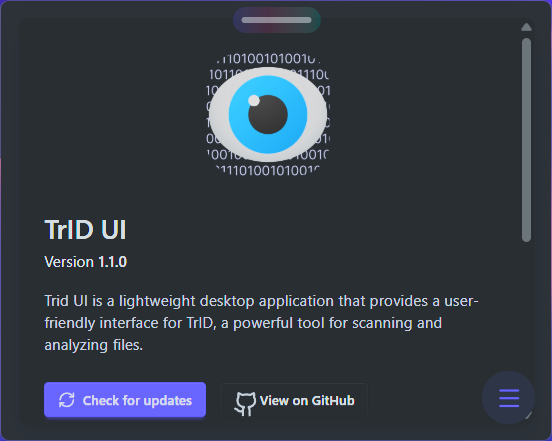 TrID UI
Version 1.1.0
Trid UI is a lightweight desktop application that provides a user-
friendly interface for TrID, a powerful tool for scanning and
analyzing files.
Check for updates
View on GitHub